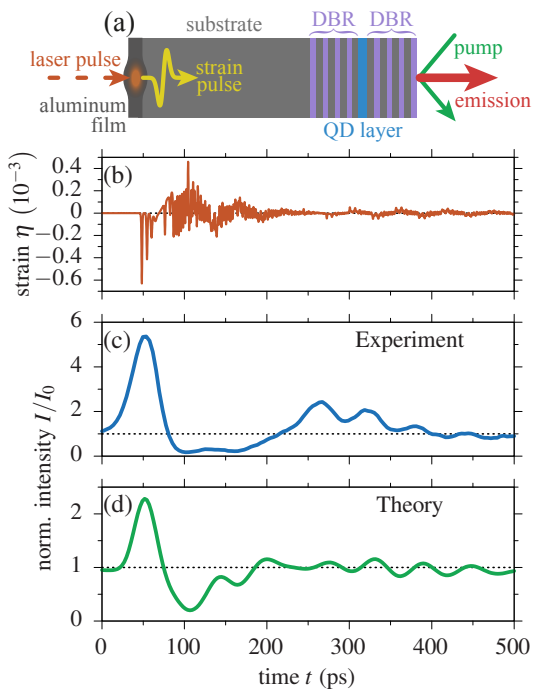 (a)
substrate
DBR DBR
laser pulse
strain
pulse
aluminum
film
QD layer
pump
emission
(b)
strain η (10⁻³)
0.4
0.2
0
−0.2
−0.4
−0.6
(c)
Experiment
6
4
2
0
norm. intensity I/I₀
(d)
Theory
2
1
0
0 100 200 300 400 500
time t (ps)